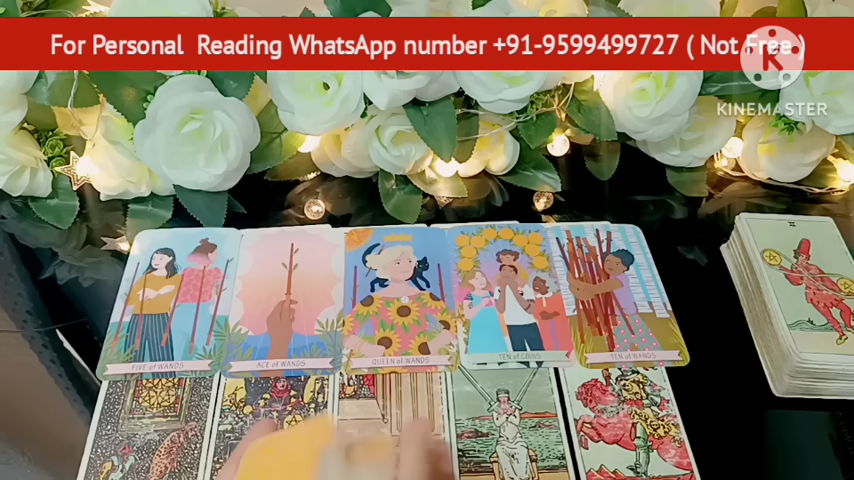 For Personal Reading WhatsApp number +91-9599499727 ( Not Free )
K
KINEMASTER
II
FIVE of WANDS
ACE of WANDS
QUEEN of WANDS
TEN of COINS
TEN of WANDS